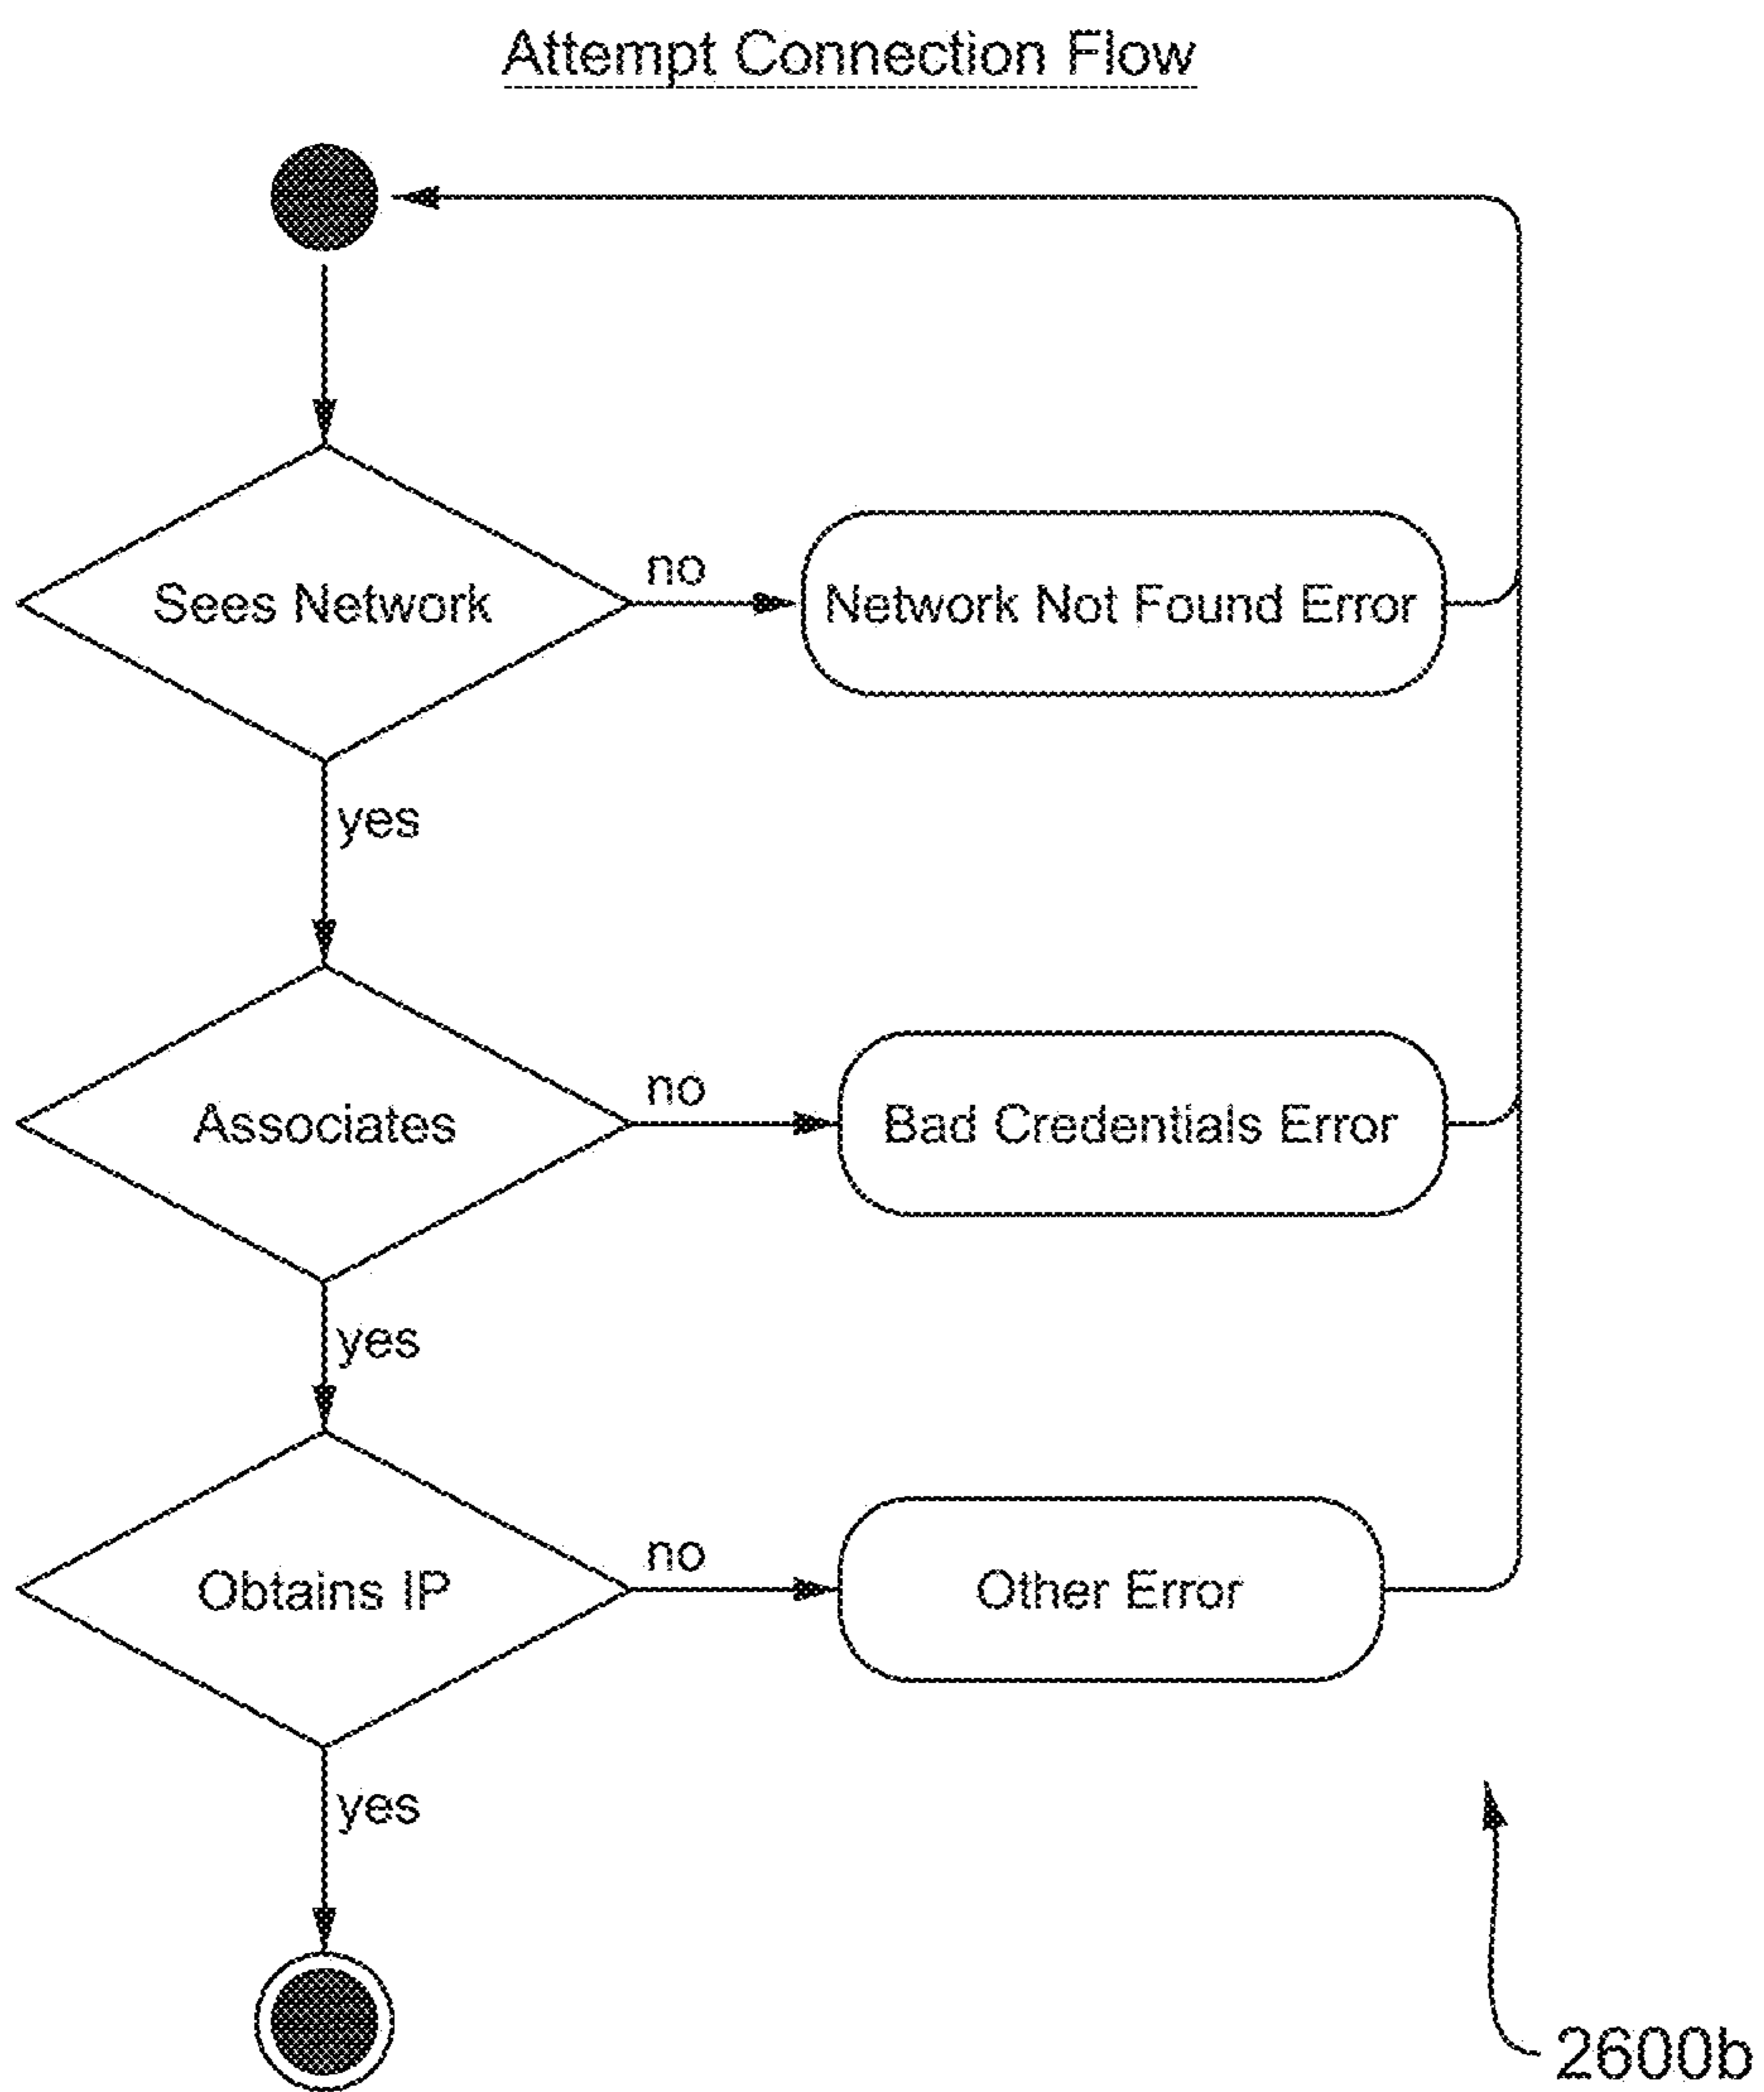 Attempt Connection Flow
Sees Network
no
Network Not Found Error
yes
Associates
no
Bad Credentials Error
yes
Obtains IP
no
Other Error
yes
2600b